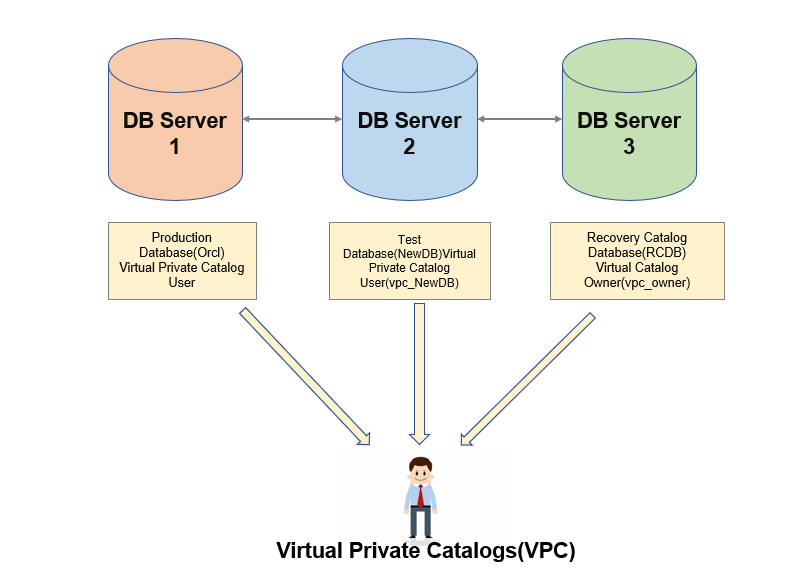 DB Server
1
DB Server
2
DB Server
3
Production
Database(Orcl)
Virtual Private Catalog
User
Test
Database(NewDB)Virtual
Private Catalog
User(vpc_NewDB)
Recovery Catalog
Database(RCDB)
Virtual Catalog
Owner(vpc_owner)
Virtual Private Catalogs(VPC)